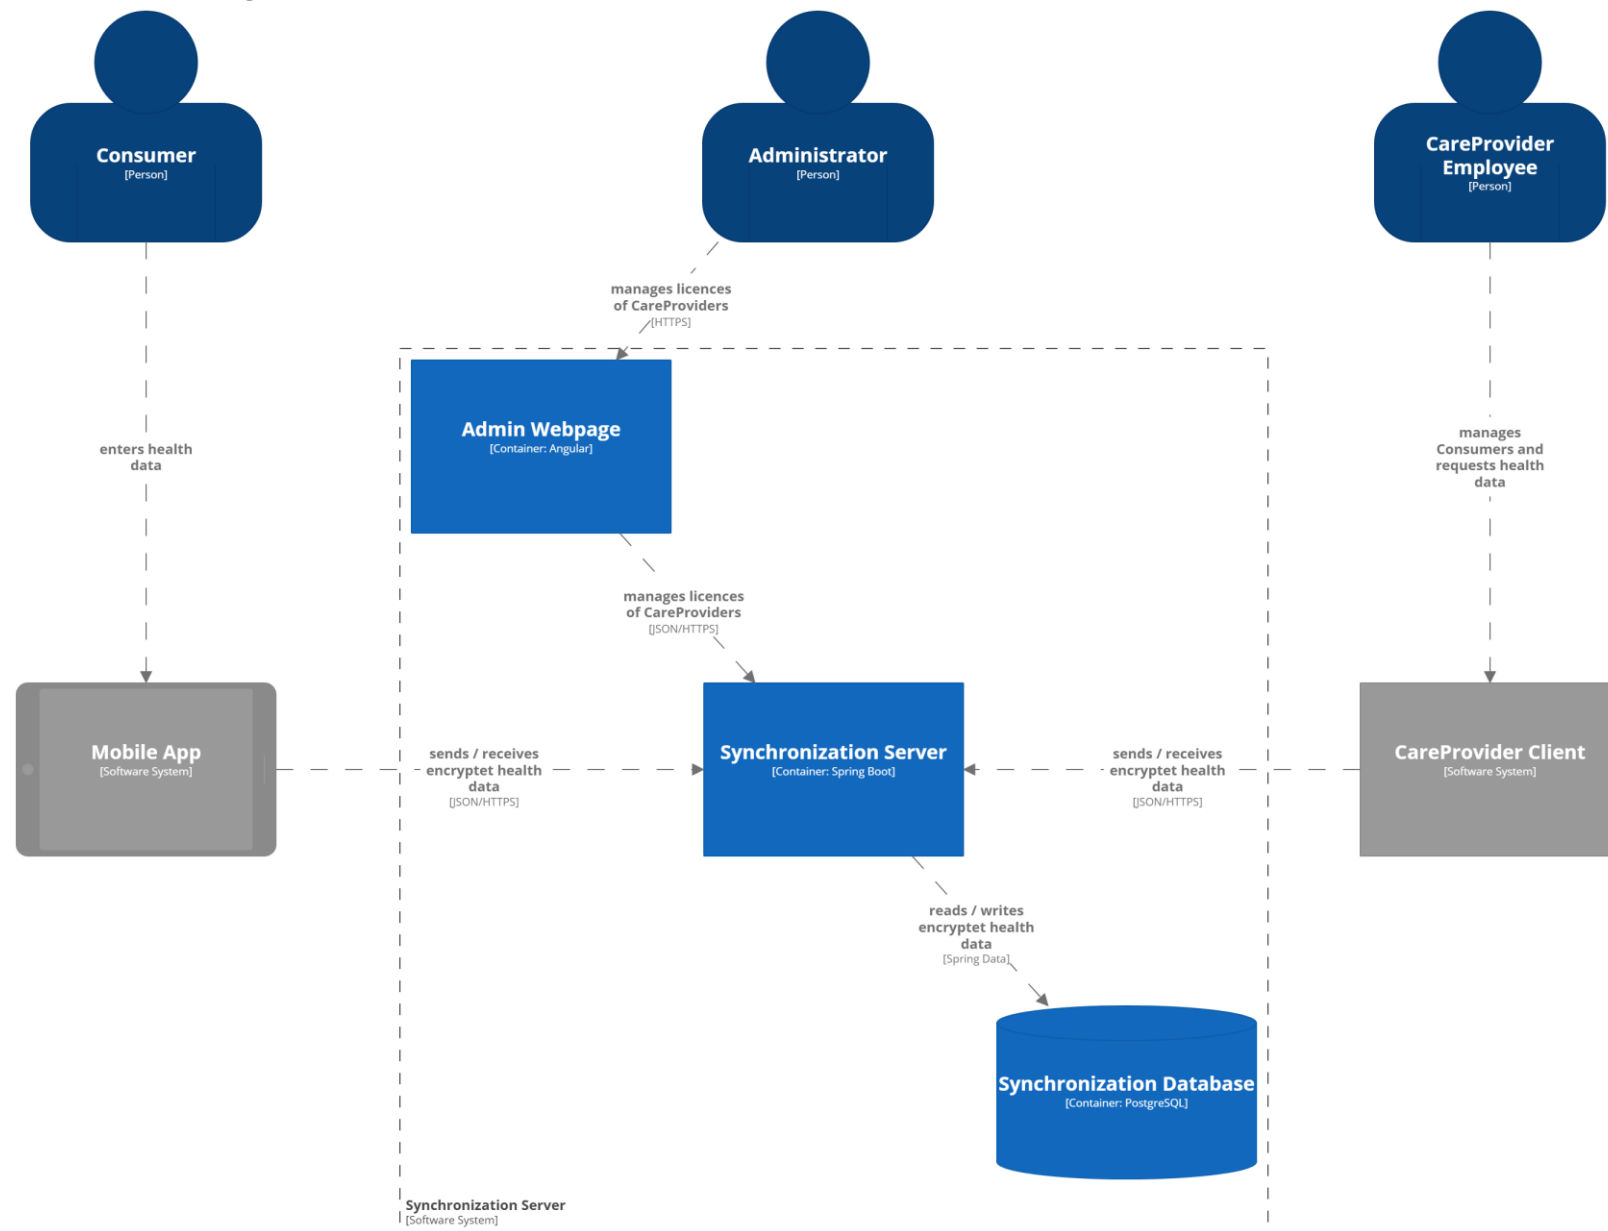 Consumer
[Person]
Administrator
[Person]
CareProvider
Employee
[Person]
manages licences
of CareProviders
[HTTPS]
Admin Webpage
[Container: Angular]
enters health
data
manages
Consumers and
requests health
data
manages licences
of CareProviders
[JSON/HTTPS]
Mobile App
[Software System]
sends / receives
encryptet health
data
[JSON/HTTPS]
Synchronization Server
[Container: Spring Boot]
sends / receives
encryptet health
data
[JSON/HTTPS]
CareProvider Client
[Software System]
reads / writes
encryptet health
data
[Spring Data]
Synchronization Database
[Container: PostgreSQL]
Synchronization Server
[Software System]